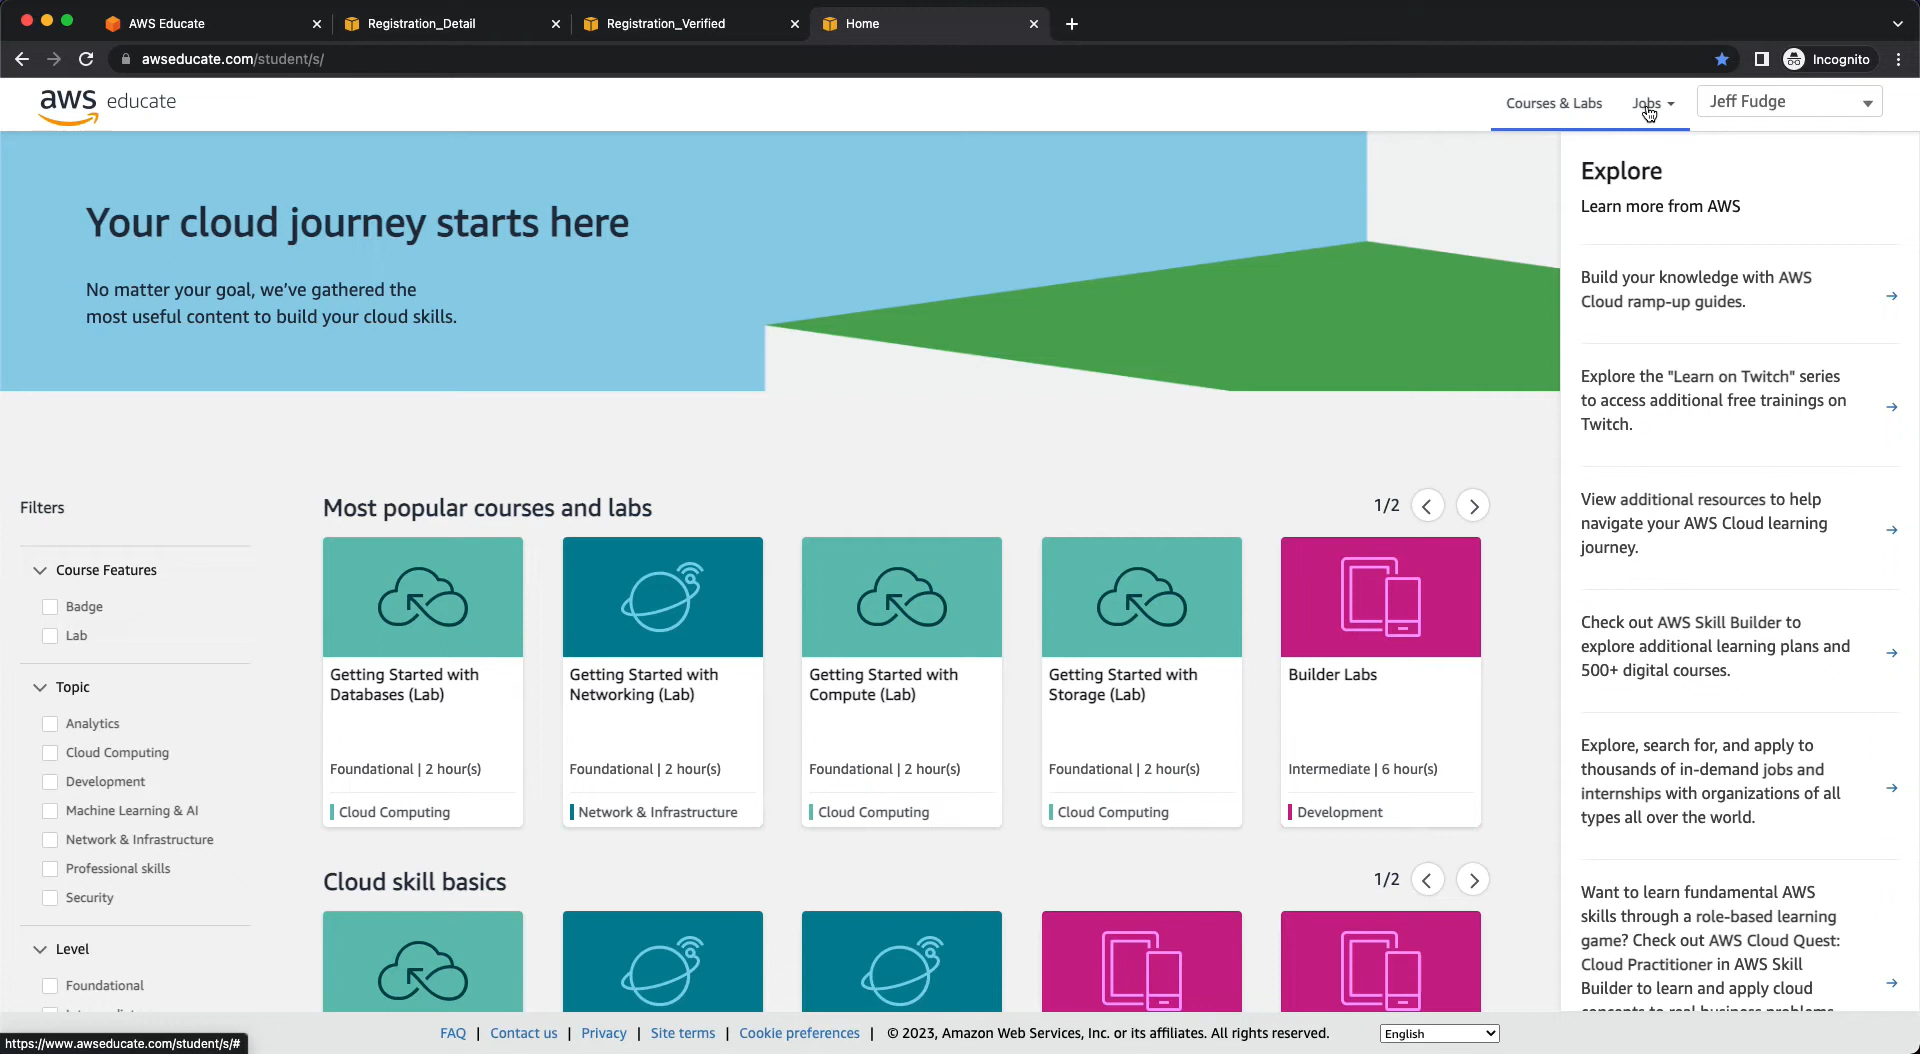 AWS Educate
Registration_Detail
Registration_Verified
Home
awseducate.com/student/s/
Incognito
aws educate
Courses & Labs
Jobs
Jeff Fudge
Your cloud journey starts here
No matter your goal, we've gathered the
most useful content to build your cloud skills.
Explore
Learn more from AWS
Build your knowledge with AWS
Cloud ramp-up guides.
Explore the "Learn on Twitch" series
to access additional free trainings on
Twitch.
View additional resources to help
navigate your AWS Cloud learning
journey.
Check out AWS Skill Builder to
explore additional learning plans and
500+ digital courses.
Explore, search for, and apply to
thousands of in-demand jobs and
internships with organizations of all
types all over the world.
Want to learn fundamental AWS
skills through a role-based learning
game? Check out AWS Cloud Quest:
Cloud Practitioner in AWS Skill
Builder to learn and apply cloud
concepts to real business problems
Filters
Course Features
Badge
Lab
Topic
Analytics
Cloud Computing
Development
Machine Learning & AI
Network & Infrastructure
Professional skills
Security
Level
Foundational
Most popular courses and labs
1/2
Getting Started with
Databases (Lab)
Foundational | 2 hour(s)
Cloud Computing
Getting Started with
Networking (Lab)
Foundational | 2 hour(s)
Network & Infrastructure
Getting Started with
Compute (Lab)
Foundational | 2 hour(s)
Cloud Computing
Getting Started with
Storage (Lab)
Foundational | 2 hour(s)
Cloud Computing
Builder Labs
Intermediate | 6 hour(s)
Development
Cloud skill basics
1/2
FAQ | Contact us | Privacy | Site terms | Cookie preferences | © 2023, Amazon Web Services, Inc. or its affiliates. All rights reserved.
English
https://www.awseducate.com/student/s/#